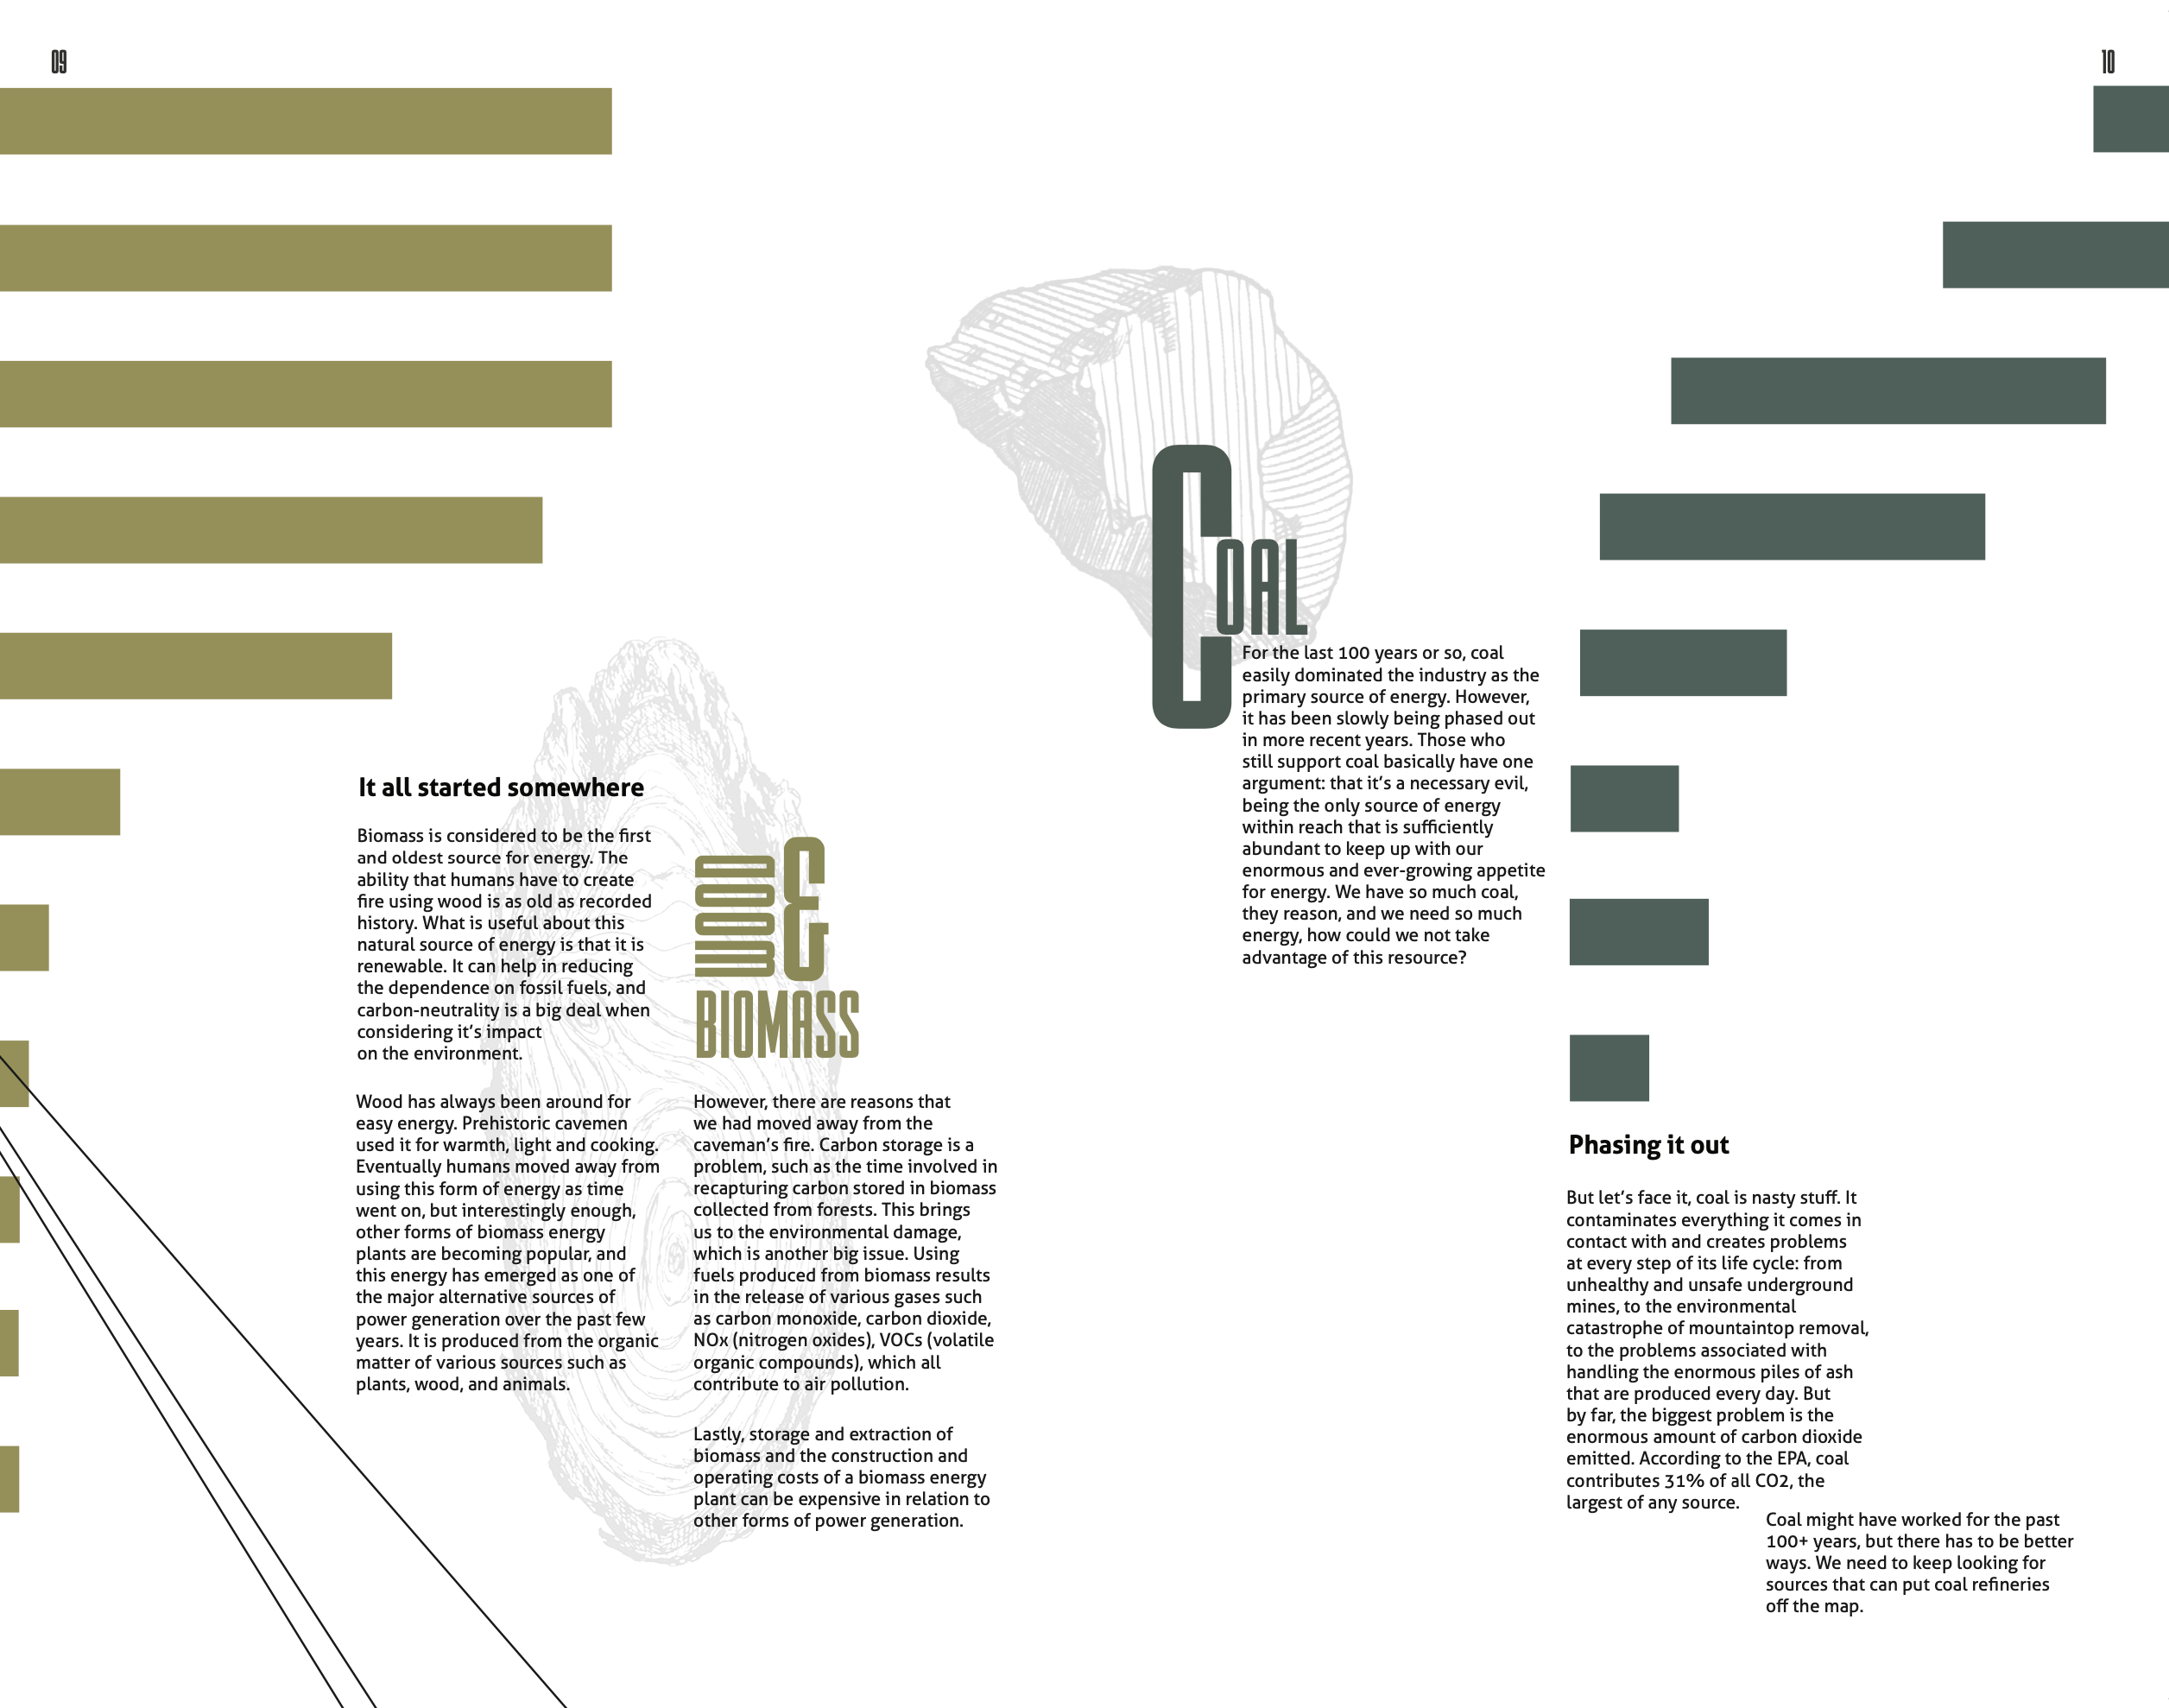 09
10
It all started somewhere
Biomass is considered to be the first
and oldest source for energy. The
ability that humans have to create
fire using wood is as old as recorded
history. What is useful about this
natural source of energy is that it is
renewable. It can help in reducing
the dependence on fossil fuels, and
carbon-neutrality is a big deal when
considering it's impact
on the environment.
Wood has always been around for
easy energy. Prehistoric cavemen
used it for warmth, light and cooking.
Eventually humans moved away from
using this form of energy as time
went on, but interestingly enough,
other forms of biomass energy
plants are becoming popular, and
this energy has emerged as one of
the major alternative sources of
power generation over the past few
years. It is produced from the organic
matter of various sources such as
plants, wood, and animals.
WOOD
&
BIOMASS
However, there are reasons that
we had moved away from the
caveman's fire. Carbon storage is a
problem, such as the time involved in
recapturing carbon stored in biomass
collected from forests. This brings
us to the environmental damage,
which is another big issue. Using
fuels produced from biomass results
in the release of various gases such
as carbon monoxide, carbon dioxide,
NOx (nitrogen oxides), VOCs (volatile
organic compounds), which all
contribute to air pollution.
Lastly, storage and extraction of
biomass and the construction and
operating costs of a biomass energy
plant can be expensive in relation to
other forms of power generation.
COAL
For the last 100 years or so, coal
easily dominated the industry as the
primary source of energy. However,
it has been slowly being phased out
in more recent years. Those who
still support coal basically have one
argument: that it's a necessary evil,
being the only source of energy
within reach that is sufficiently
abundant to keep up with our
enormous and ever-growing appetite
for energy. We have so much coal,
they reason, and we need so much
energy, how could we not take
advantage of this resource?
Phasing it out
But let's face it, coal is nasty stuff. It
contaminates everything it comes in
contact with and creates problems
at every step of its life cycle: from
unhealthy and unsafe underground
mines, to the environmental
catastrophe of mountaintop removal,
to the problems associated with
handling the enormous piles of ash
that are produced every day. But
by far, the biggest problem is the
enormous amount of carbon dioxide
emitted. According to the EPA, coal
contributes 31% of all CO2, the
largest of any source.
Coal might have worked for the past
100+ years, but there has to be better
ways. We need to keep looking for
sources that can put coal refineries
off the map.